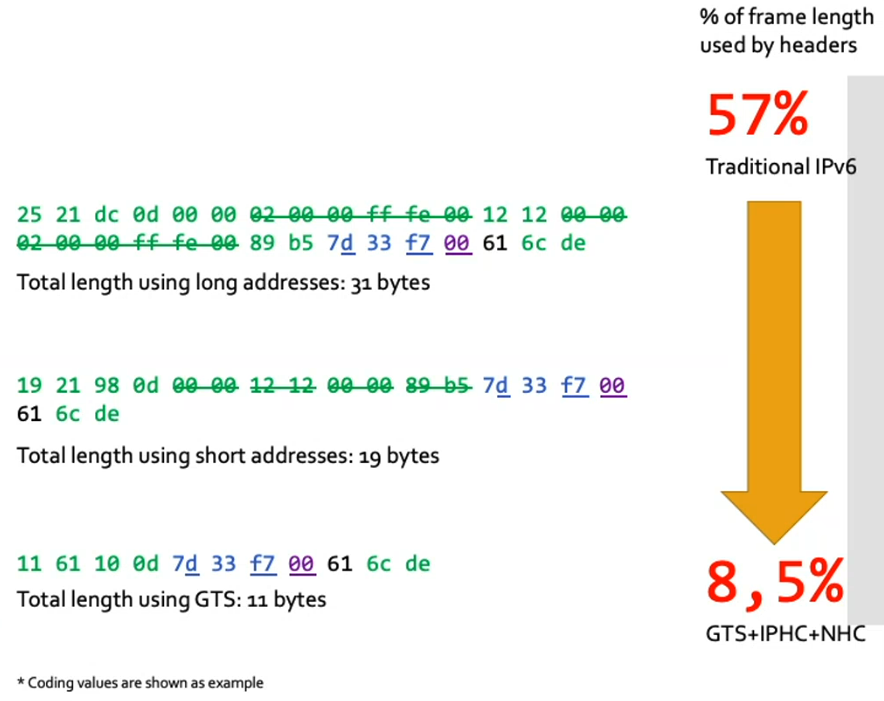 % of frame length
used by headers
57%
Traditional IPv6
25 21 dc 0d 00 00 02 00 00 ff fe 00 12 12 00 00
02 00 00 ff fe 00 89 b5 7d 33 f7 00 61 6c de
Total length using long addresses: 31 bytes
19 21 98 0d 00 00 12 12 00 00 89 b5 7d 33 f7 00
61 6c de
Total length using short addresses: 19 bytes
11 61 10 0d 7d 33 f7 00 61 6c de
Total length using GTS: 11 bytes
8,5%
GTS+IPHC+NHC
* Coding values are shown as example